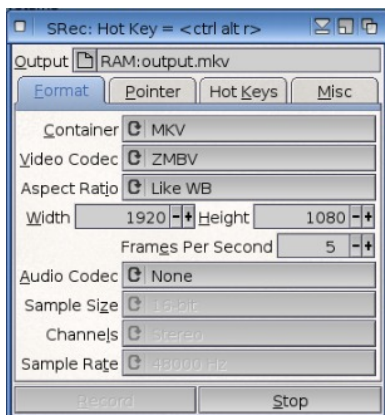 SRec: Hot Key = <ctrl alt r>
Output RAM:output.mkv
Format Pointer Hot Keys Misc
Container MKV
Video Codec ZMBV
Aspect Ratio Like WB
Width 1920 - + Height 1080 - +
Frames Per Second 5 - +
Audio Codec None
Sample Size 16-bit
Channels Stereo
Sample Rate 48000 Hz
Record Stop